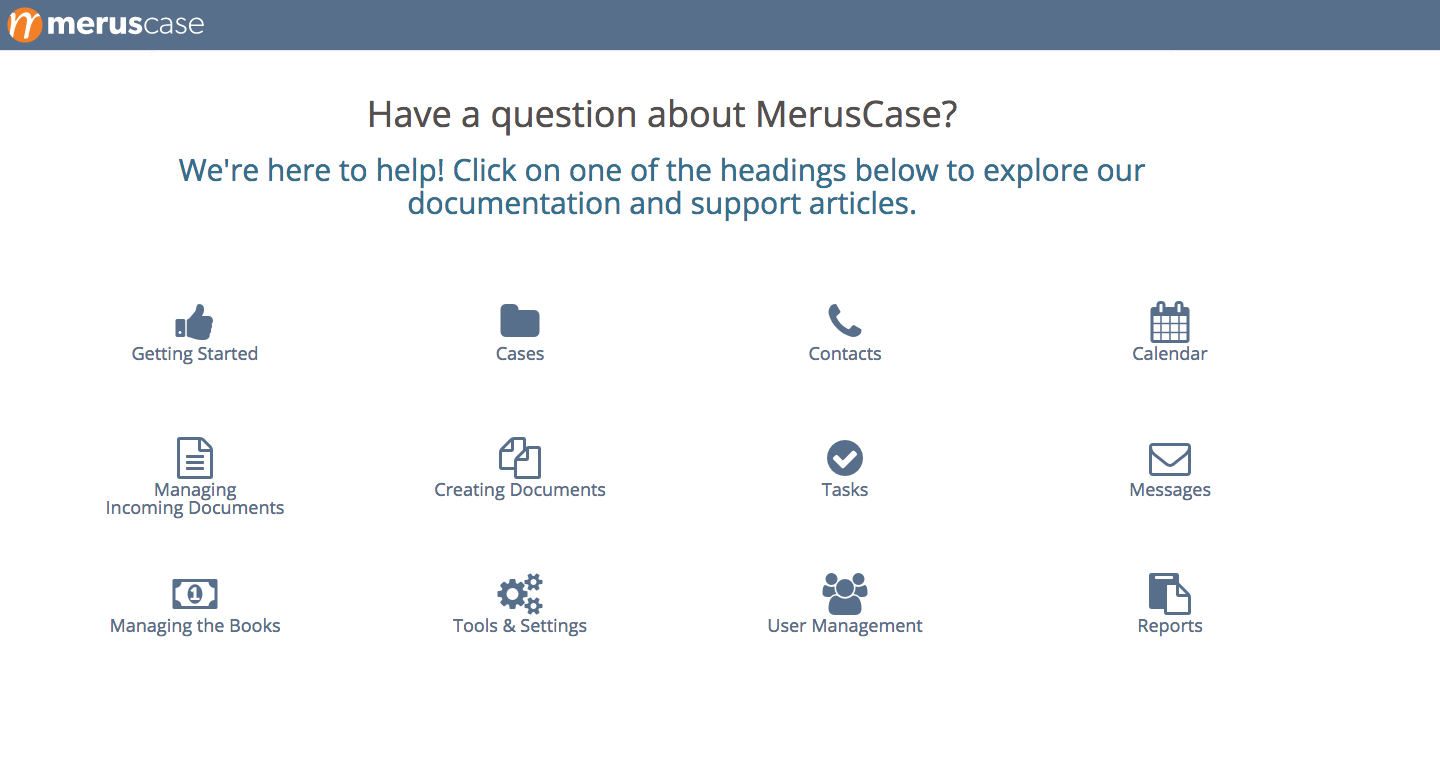 meruscase
Have a question about MerusCase?
We're here to help! Click on one of the headings below to explore our
documentation and support articles.
Getting Started
Cases
Contacts
Calendar
Managing
Incoming Documents
Creating Documents
Tasks
Messages
1
Managing the Books
Tools & Settings
User Management
Reports